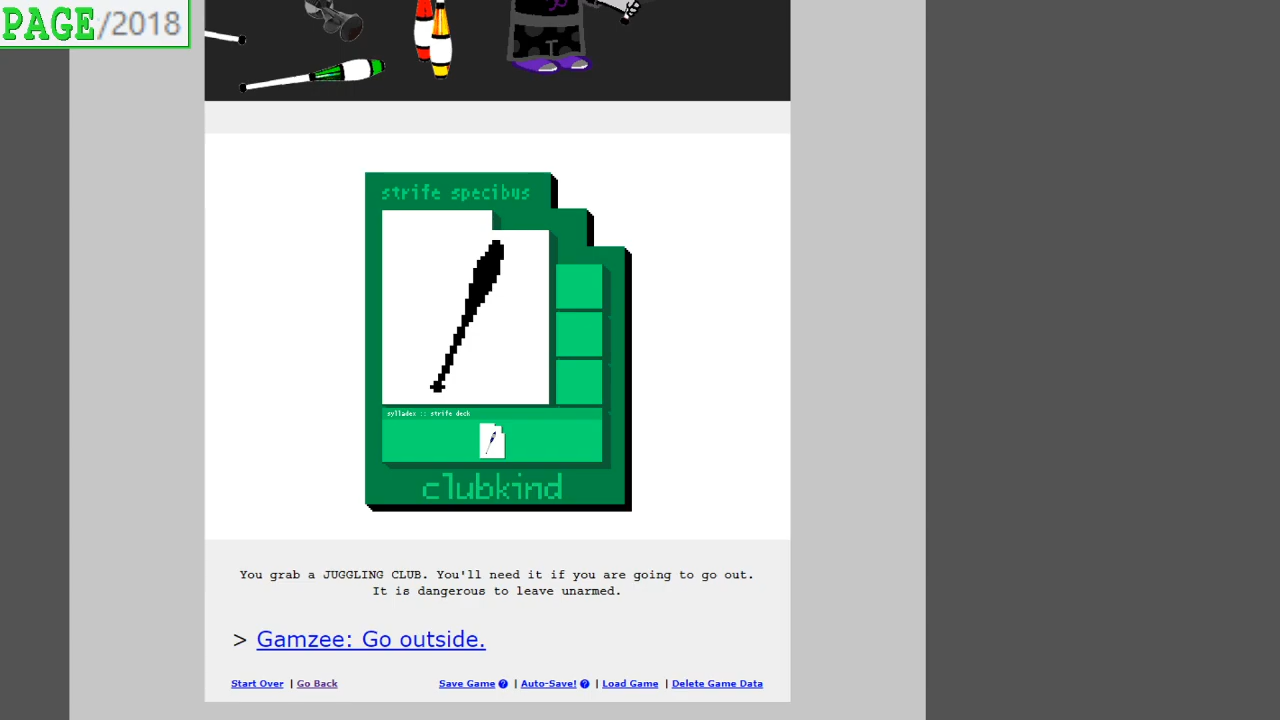 PAGE/2018
strife specibus
sylladex :: strife deck
clubkind
You grab a JUGGLING CLUB. You'll need it if you are going to go out.
It is dangerous to leave unarmed.
> Gamzee: Go outside.
Start Over | Go Back Save Game ? | Auto-Save! ? | Load Game | Delete Game Data